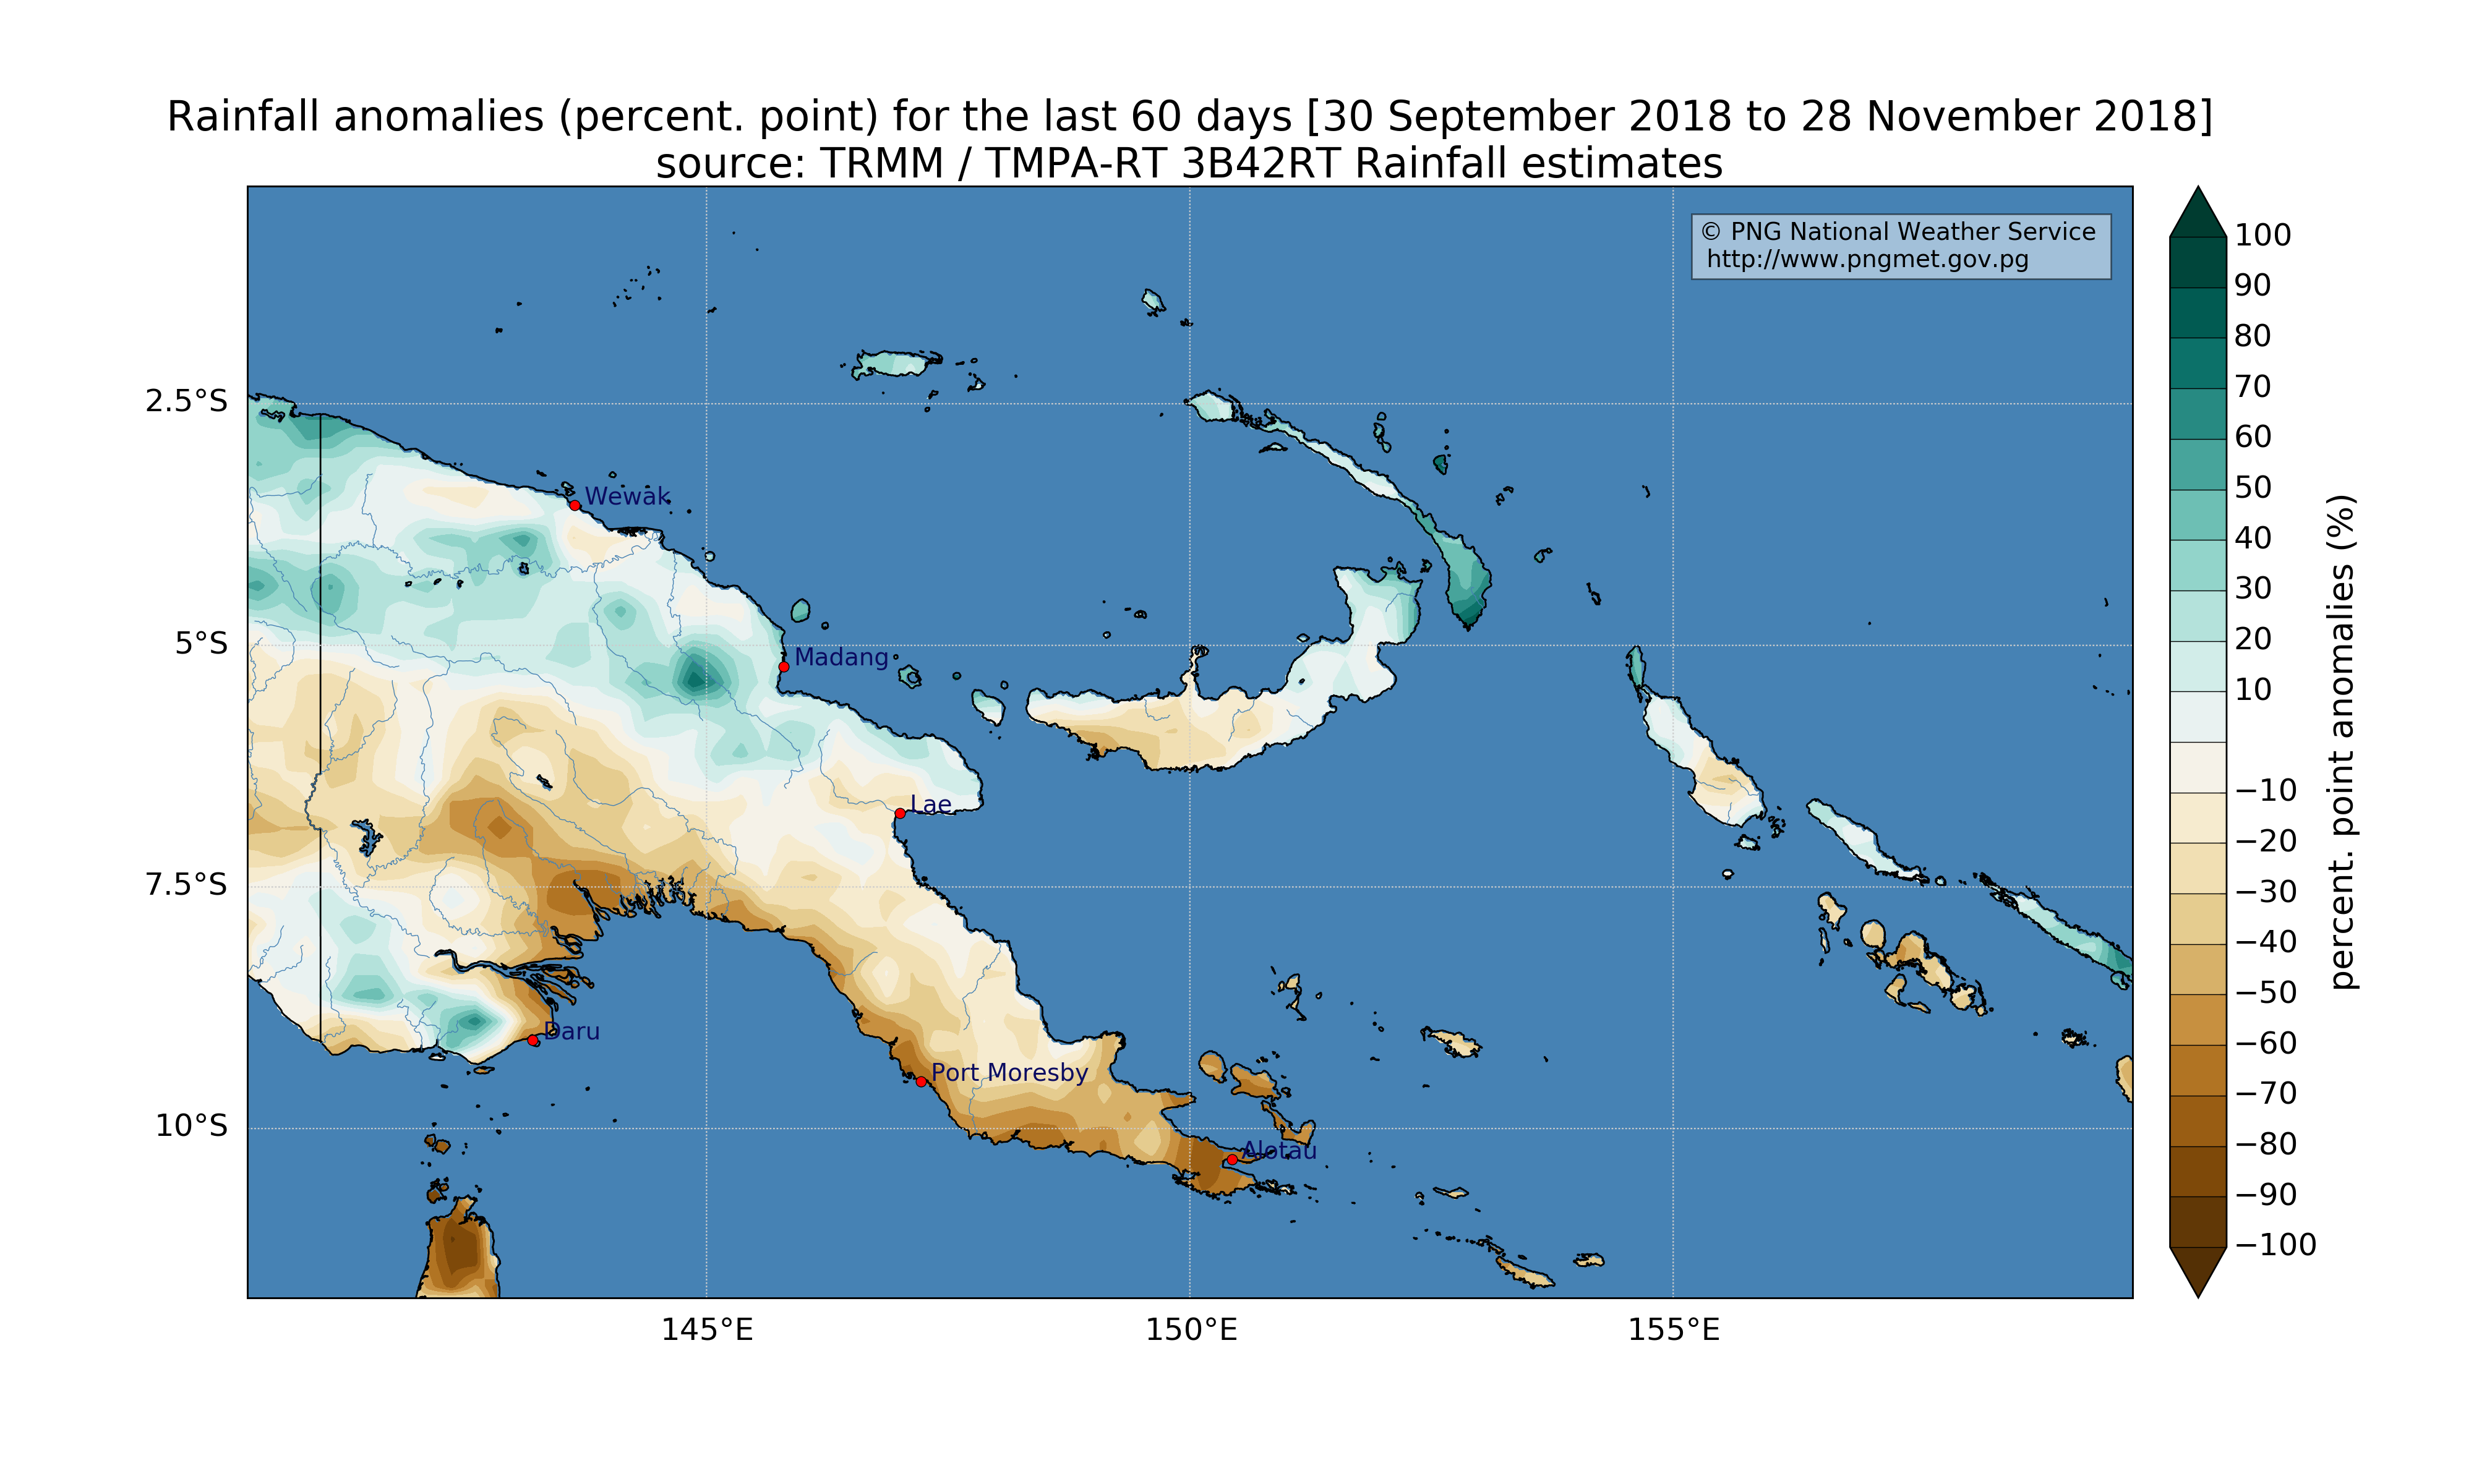 Rainfall anomalies (percent. point) for the last 60 days [30 September 2018 to 28 November 2018]
source: TRMM / TMPA-RT 3B42RT Rainfall estimates
© PNG National Weather Service
http://www.pngmet.gov.pg
2.5°S
5°S
7.5°S
10°S
Wewak
Madang
Lae
Daru
Port Moresby
Alotau
145°E
150°E
155°E
100
90
80
70
60
50
40
30
20
10
−10
−20
−30
−40
−50
−60
−70
−80
−90
−100
percent. point anomalies (%)